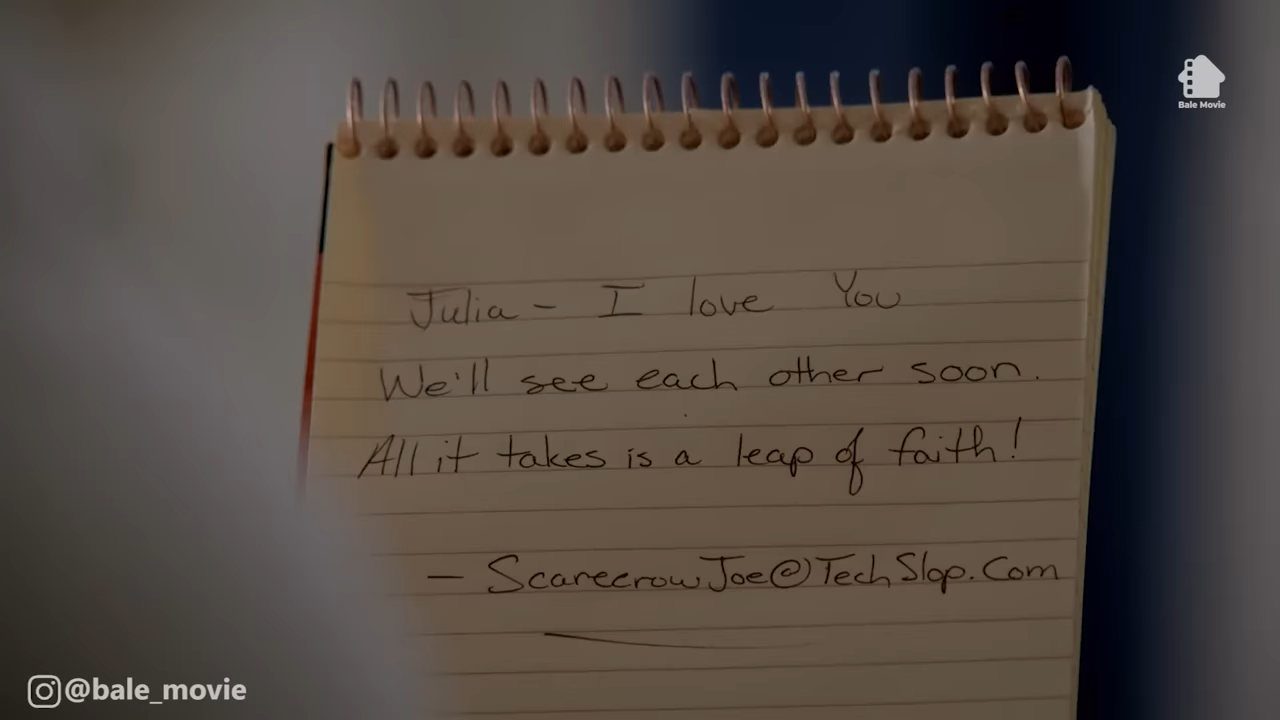 Bale Movie
Julia - I love You
We'll see each other soon.
All it takes is a leap of faith!
- ScarecrowJoe@TechSlop.Com
@bale_movie